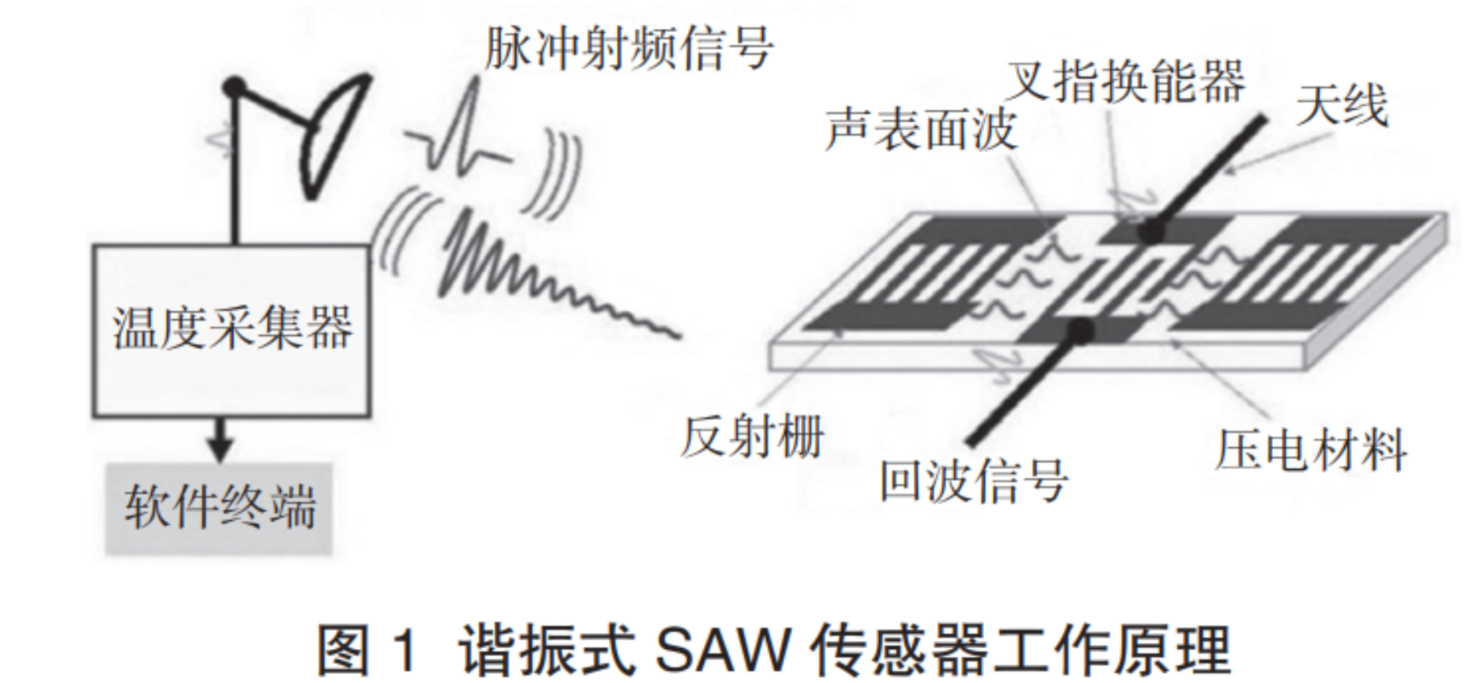 脉冲射频信号
叉指换能器
声表面波
天线
温度采集器
软件终端
反射栅
回波信号
压电材料
图 1 谐振式 SAW 传感器工作原理